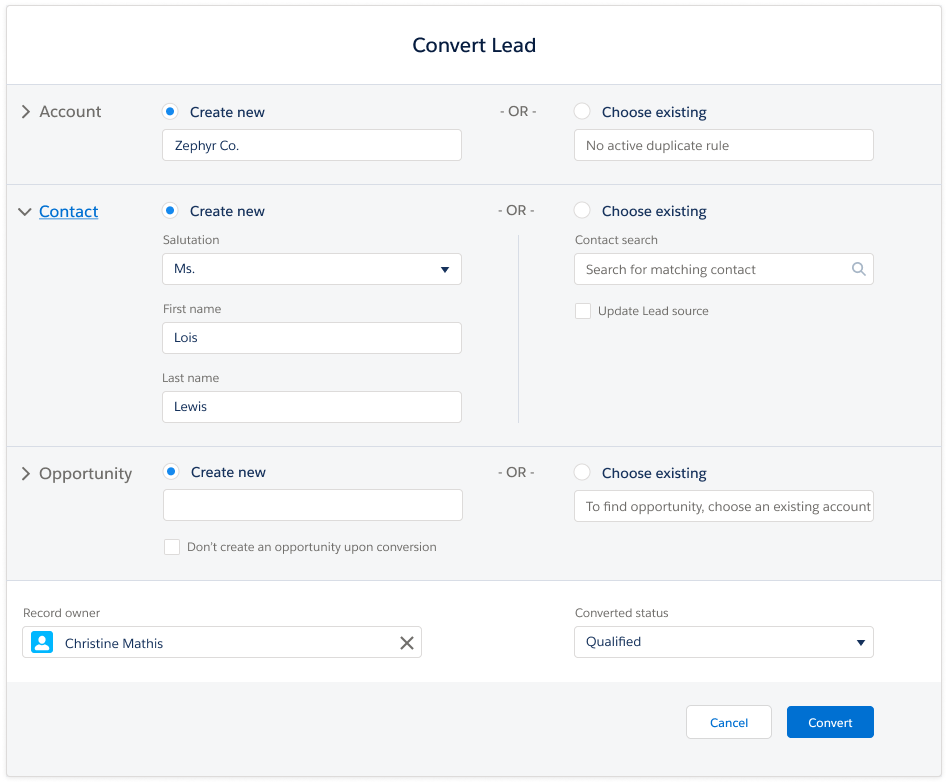 Convert Lead
Account
Create new
- OR -
Choose existing
Zephyr Co.
No active duplicate rule
Contact
Create new
- OR -
Choose existing
Salutation
Ms.
First name
Lois
Last name
Lewis
Contact search
Search for matching contact
Update Lead source
Opportunity
Create new
- OR -
Choose existing
To find opportunity, choose an existing account
Don't create an opportunity upon conversion
Record owner
Christine Mathis
Converted status
Qualified
Cancel
Convert